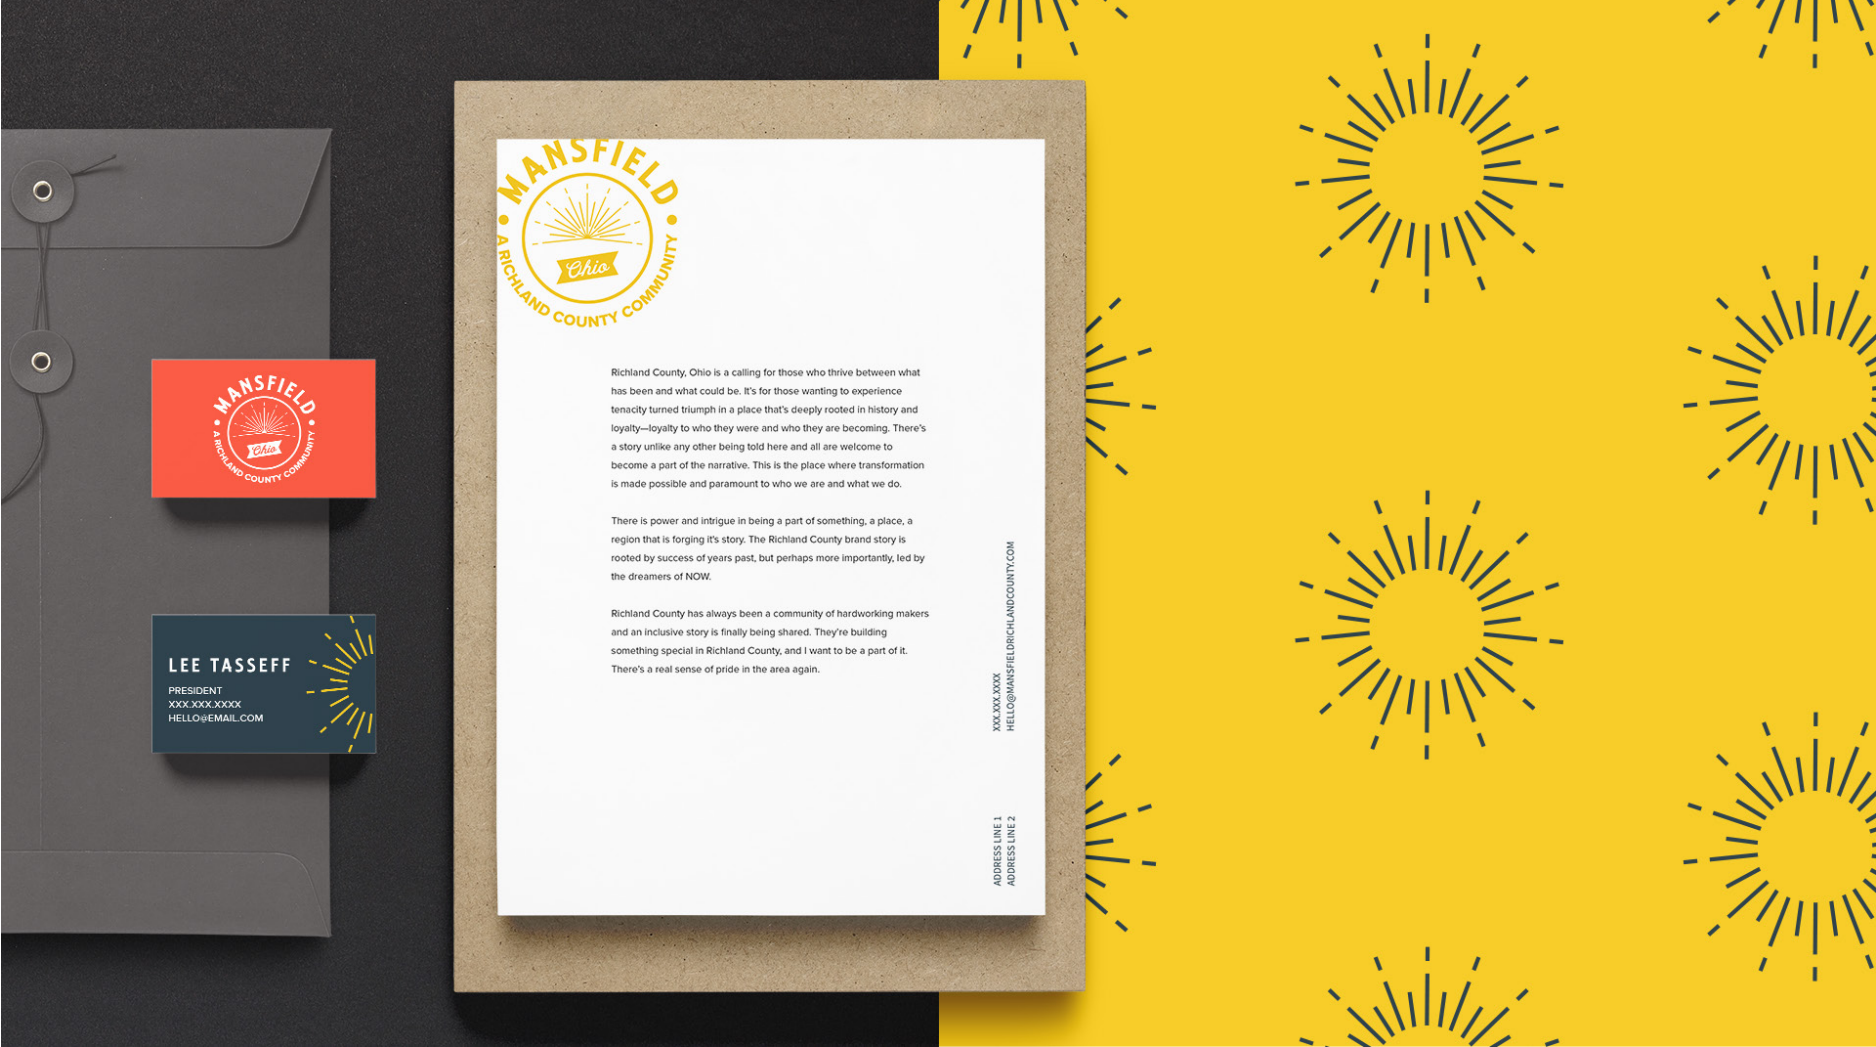 MANSFIELD
A RICHLAND COUNTY COMMUNITY
Ohio
LEE TASSEFF
PRESIDENT
XXX.XXX.XXXX
HELLO@EMAIL.COM
MANSFIELD
A RICHLAND COUNTY COMMUNITY
Ohio
Richland County, Ohio is a calling for those who thrive between what
has been and what could be. It's for those wanting to experience
tenacity turned triumph in a place that's deeply rooted in history and
loyalty—loyalty to who they were and who they are becoming. There's
a story unlike any other being told here and all are welcome to
become a part of the narrative. This is the place where transformation
is made possible and paramount to who we are and what we do.
There is power and intrigue in being a part of something, a place, a
region that is forging it's story. The Richland County brand story is
rooted by success of years past, but perhaps more importantly, led by
the dreamers of NOW.
Richland County has always been a community of hardworking makers
and an inclusive story is finally being shared. They're building
something special in Richland County, and I want to be a part of it.
There's a real sense of pride in the area again.
XXX.XXX.XXXX
HELLO@MANSFIELDRICHLANDCOUNTY.COM
ADDRESS LINE 1
ADDRESS LINE 2